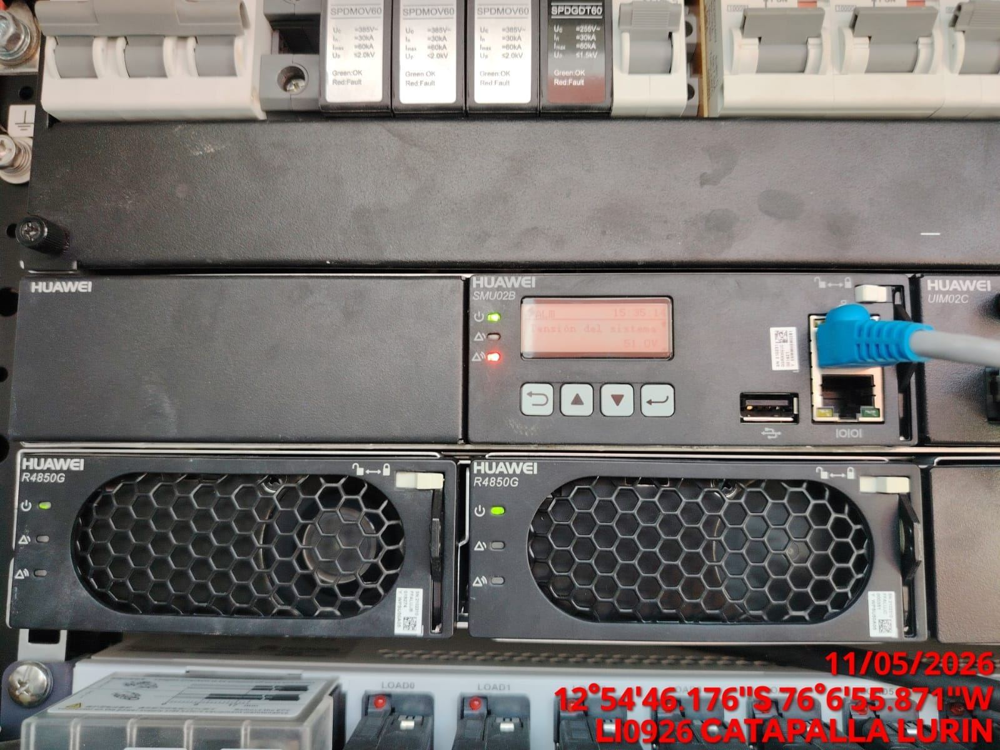 SPDMOV60
Uc =385V~
In =30kA
Imax =60kA
Up ≤2.0kV
Green:OK
Red:Fault
SPDMOV60
Uc =385V~
In =30kA
Imax =60kA
Up ≤2.0kV
Green:OK
Red:Fault
SPDMOV60
Uc =385V~
In =30kA
Imax =60kA
Up ≤2.0kV
Green:OK
Red:Fault
SPDGDT60
Uc =255V~
In =30kA
Imax =60kA
Up ≤1.5kV
Green:OK
Red:Fault
HUAWEI
HUAWEI
SMU02B
ALM 15:35:14
Tensión del sistema
51.0V
HUAWEI
UIM02C
IOIOI
HUAWEI
R4850G
HUAWEI
R4850G
LOAD0
LOAD1
11/05/2026
12°54'46.176"S 76°6'55.871"W
LI0926 CATAPALLA LURIN